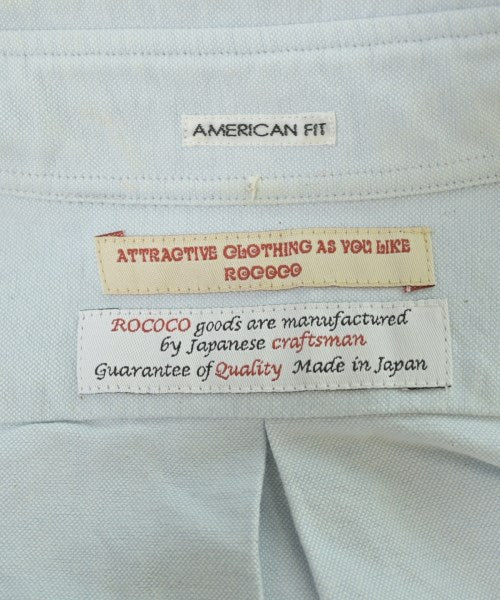 AMERICAN FIT
ATTRACTIVE CLOTHING AS YOU LIKE
ROCOCO
ROCOCO goods are manufactured
by Japanese craftsman
Guarantee of Quality Made in Japan